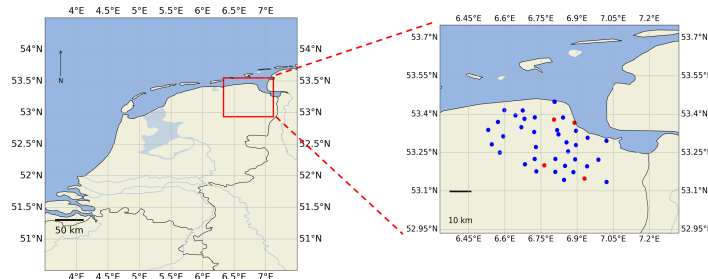 4°E 4.5°E 5°E 5.5°E 6°E 6.5°E 7°E
54°N 54°N
53.5°N 53.5°N
53°N 53°N
52.5°N 52.5°N
52°N 52°N
51.5°N 51.5°N
51°N 51°N
N
50 km
4°E 4.5°E 5°E 5.5°E 6°E 6.5°E 7°E
6.45°E 6.6°E 6.75°E 6.9°E 7.05°E 7.2°E
53.7°N 53.7°N
53.55°N 53.55°N
53.4°N 53.4°N
53.25°N 53.25°N
53.1°N 53.1°N
52.95°N 52.95°N
10 km
6.45°E 6.6°E 6.75°E 6.9°E 7.05°E 7.2°E